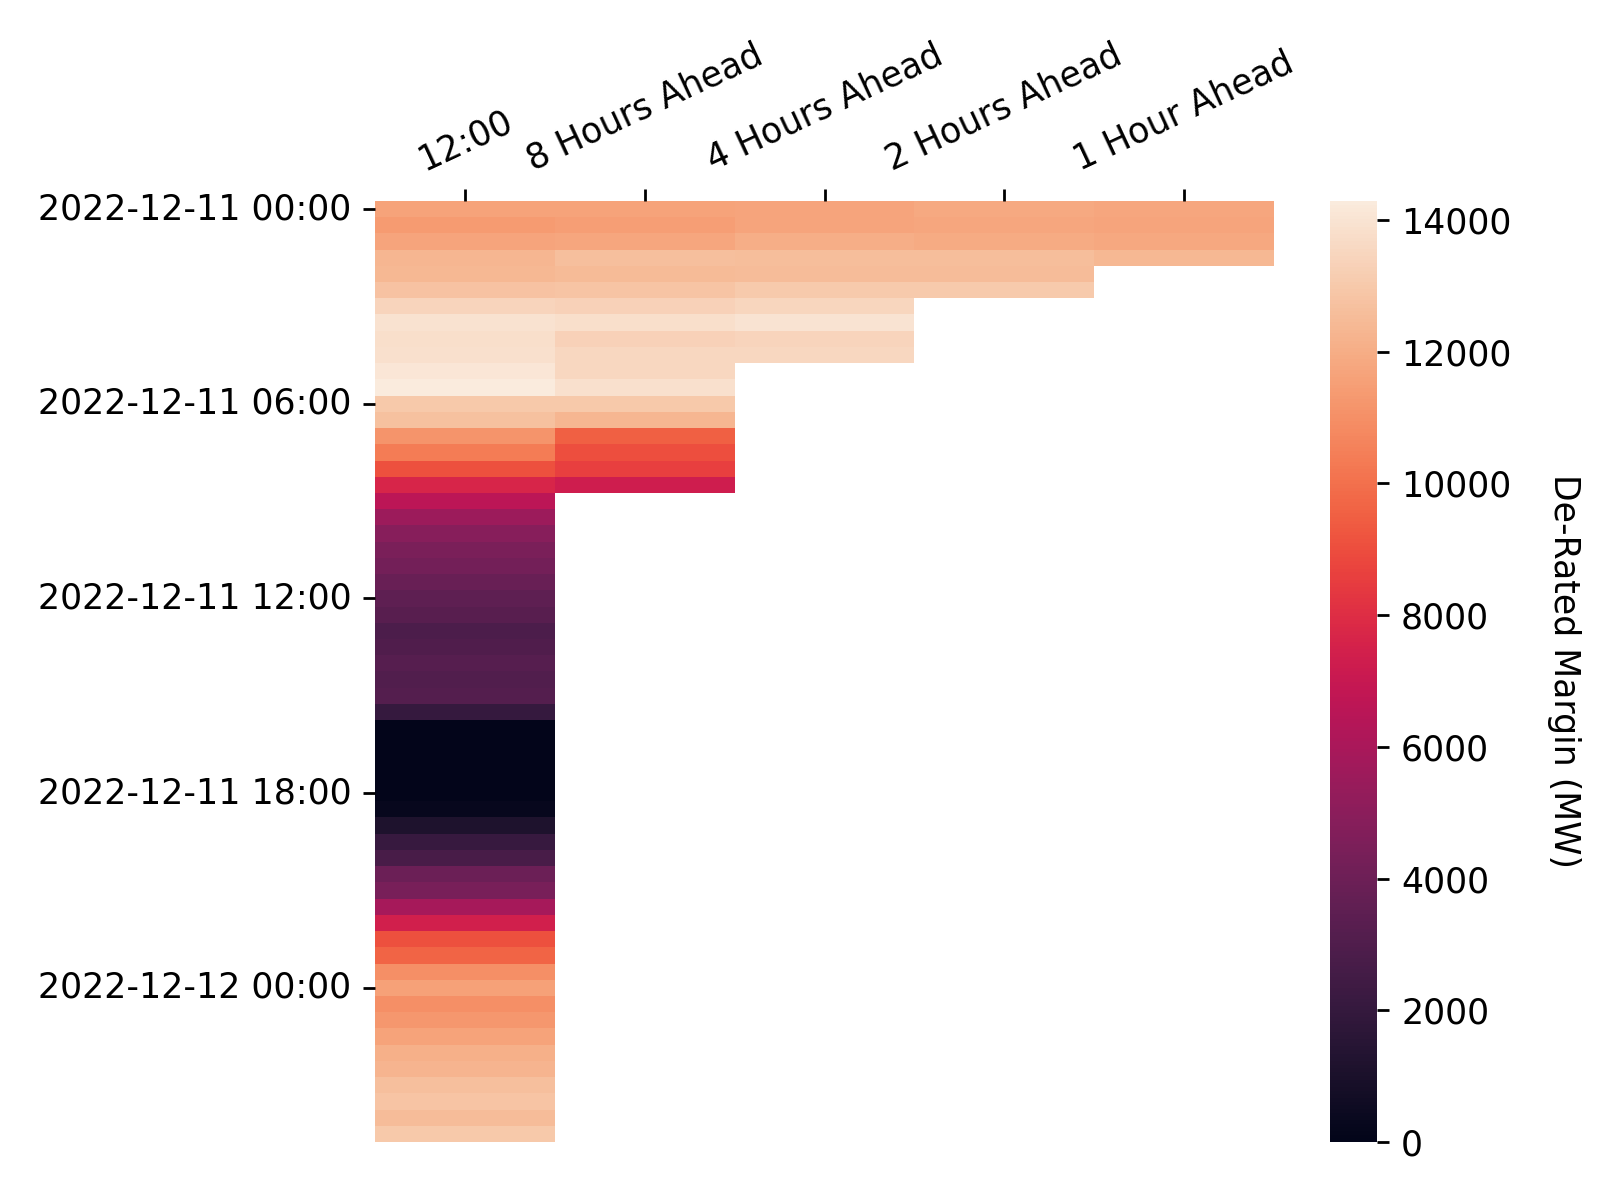 12:00
8 Hours Ahead
4 Hours Ahead
2 Hours Ahead
1 Hour Ahead
2022-12-11 00:00
2022-12-11 06:00
2022-12-11 12:00
2022-12-11 18:00
2022-12-12 00:00
14000
12000
10000
8000
6000
4000
2000
0
De-Rated Margin (MW)